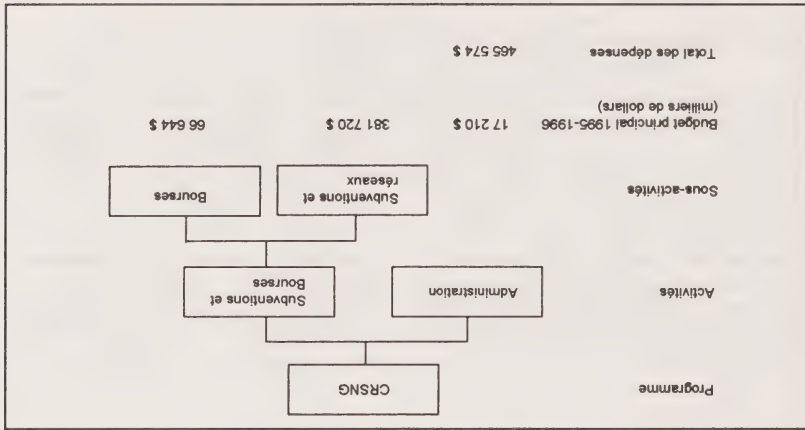 Programme
CRSNG
Activités
Administration
Subventions et
Bourses
Sous-activités
Subventions et
réseaux
Bourses
Budget principal 1995-1996
(milliers de dollars)
17 210 $
381 720 $
66 644 $
Total des dépenses
465 574 $